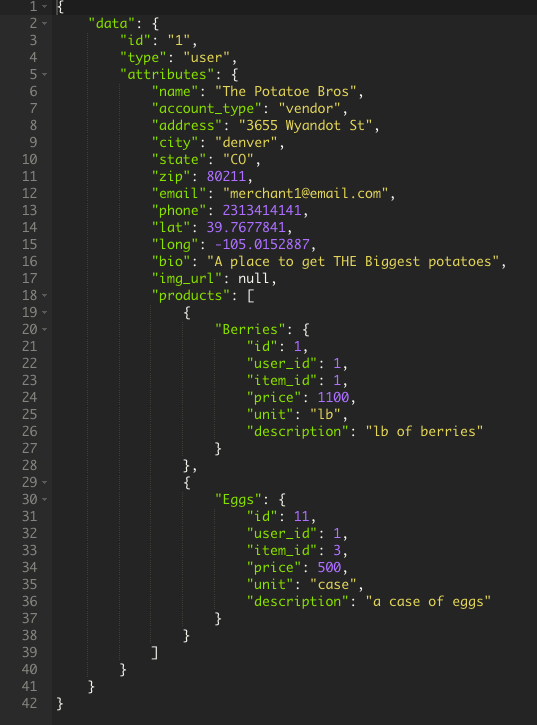 1 {
2     "data": {
3         "id": "1",
4         "type": "user",
5         "attributes": {
6             "name": "The Potatoe Bros",
7             "account_type": "vendor",
8             "address": "3655 Wyandot St",
9             "city": "denver",
10             "state": "CO",
11             "zip": 80211,
12             "email": "merchant1@email.com",
13             "phone": 2313414141,
14             "lat": 39.7677841,
15             "long": -105.0152887,
16             "bio": "A place to get THE Biggest potatoes",
17             "img_url": null,
18             "products": [
19                 {
20                     "Berries": {
21                         "id": 1,
22                         "user_id": 1,
23                         "item_id": 1,
24                         "price": 1100,
25                         "unit": "lb",
26                         "description": "lb of berries"
27                     }
28                 },
29                 {
30                     "Eggs": {
31                         "id": 11,
32                         "user_id": 1,
33                         "item_id": 3,
34                         "price": 500,
35                         "unit": "case",
36                         "description": "a case of eggs"
37                     }
38                 }
39             ]
40         }
41     }
42 }